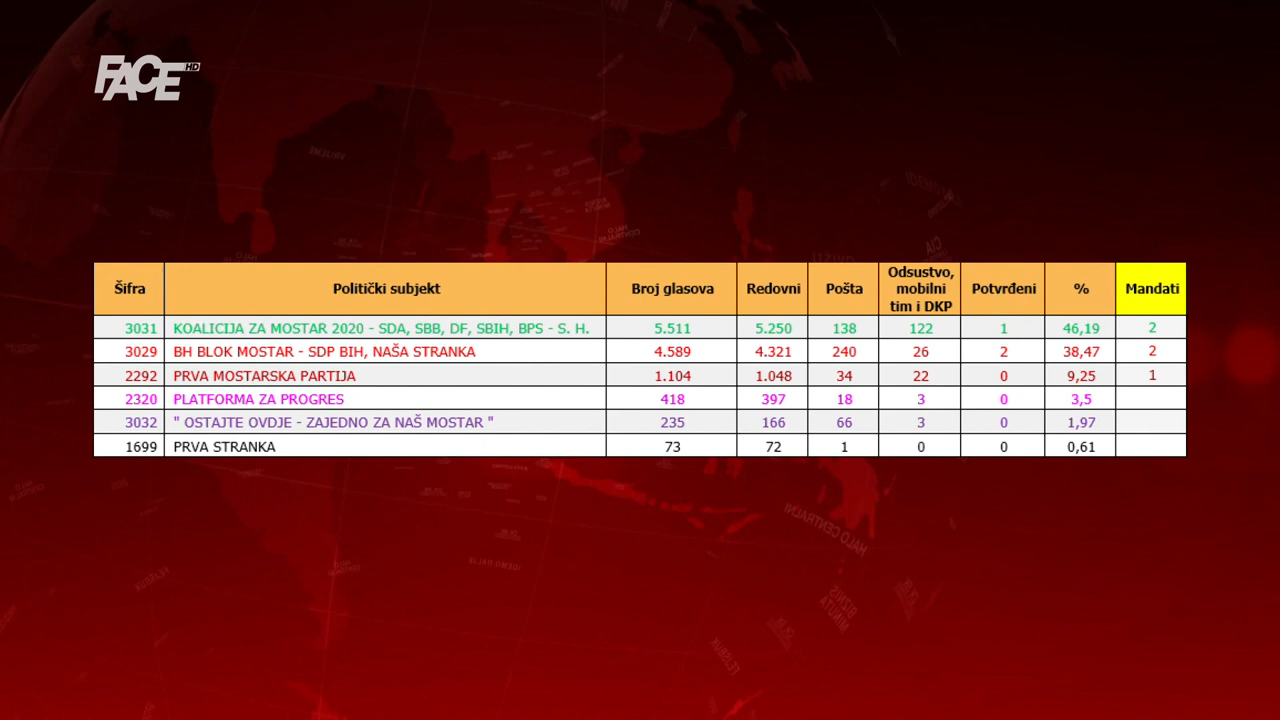 FACE HD
Šifra Politički subjekt Broj glasova Redovni Pošta Odsustvo, mobilni tim i DKP Potvrđeni % Mandati
3031 KOALICIJA ZA MOSTAR 2020 - SDA, SBB, DF, SBIH, BPS - S. H. 5.511 5.250 138 122 1 46,19 2
3029 BH BLOK MOSTAR - SDP BIH, NAŠA STRANKA 4.589 4.321 240 26 2 38,47 2
2292 PRVA MOSTARSKA PARTIJA 1.104 1.048 34 22 0 9,25 1
2320 PLATFORMA ZA PROGRES 418 397 18 3 0 3,5
3032 " OSTAJTE OVDJE - ZAJEDNO ZA NAŠ MOSTAR " 235 166 66 3 0 1,97
1699 PRVA STRANKA 73 72 1 0 0 0,61